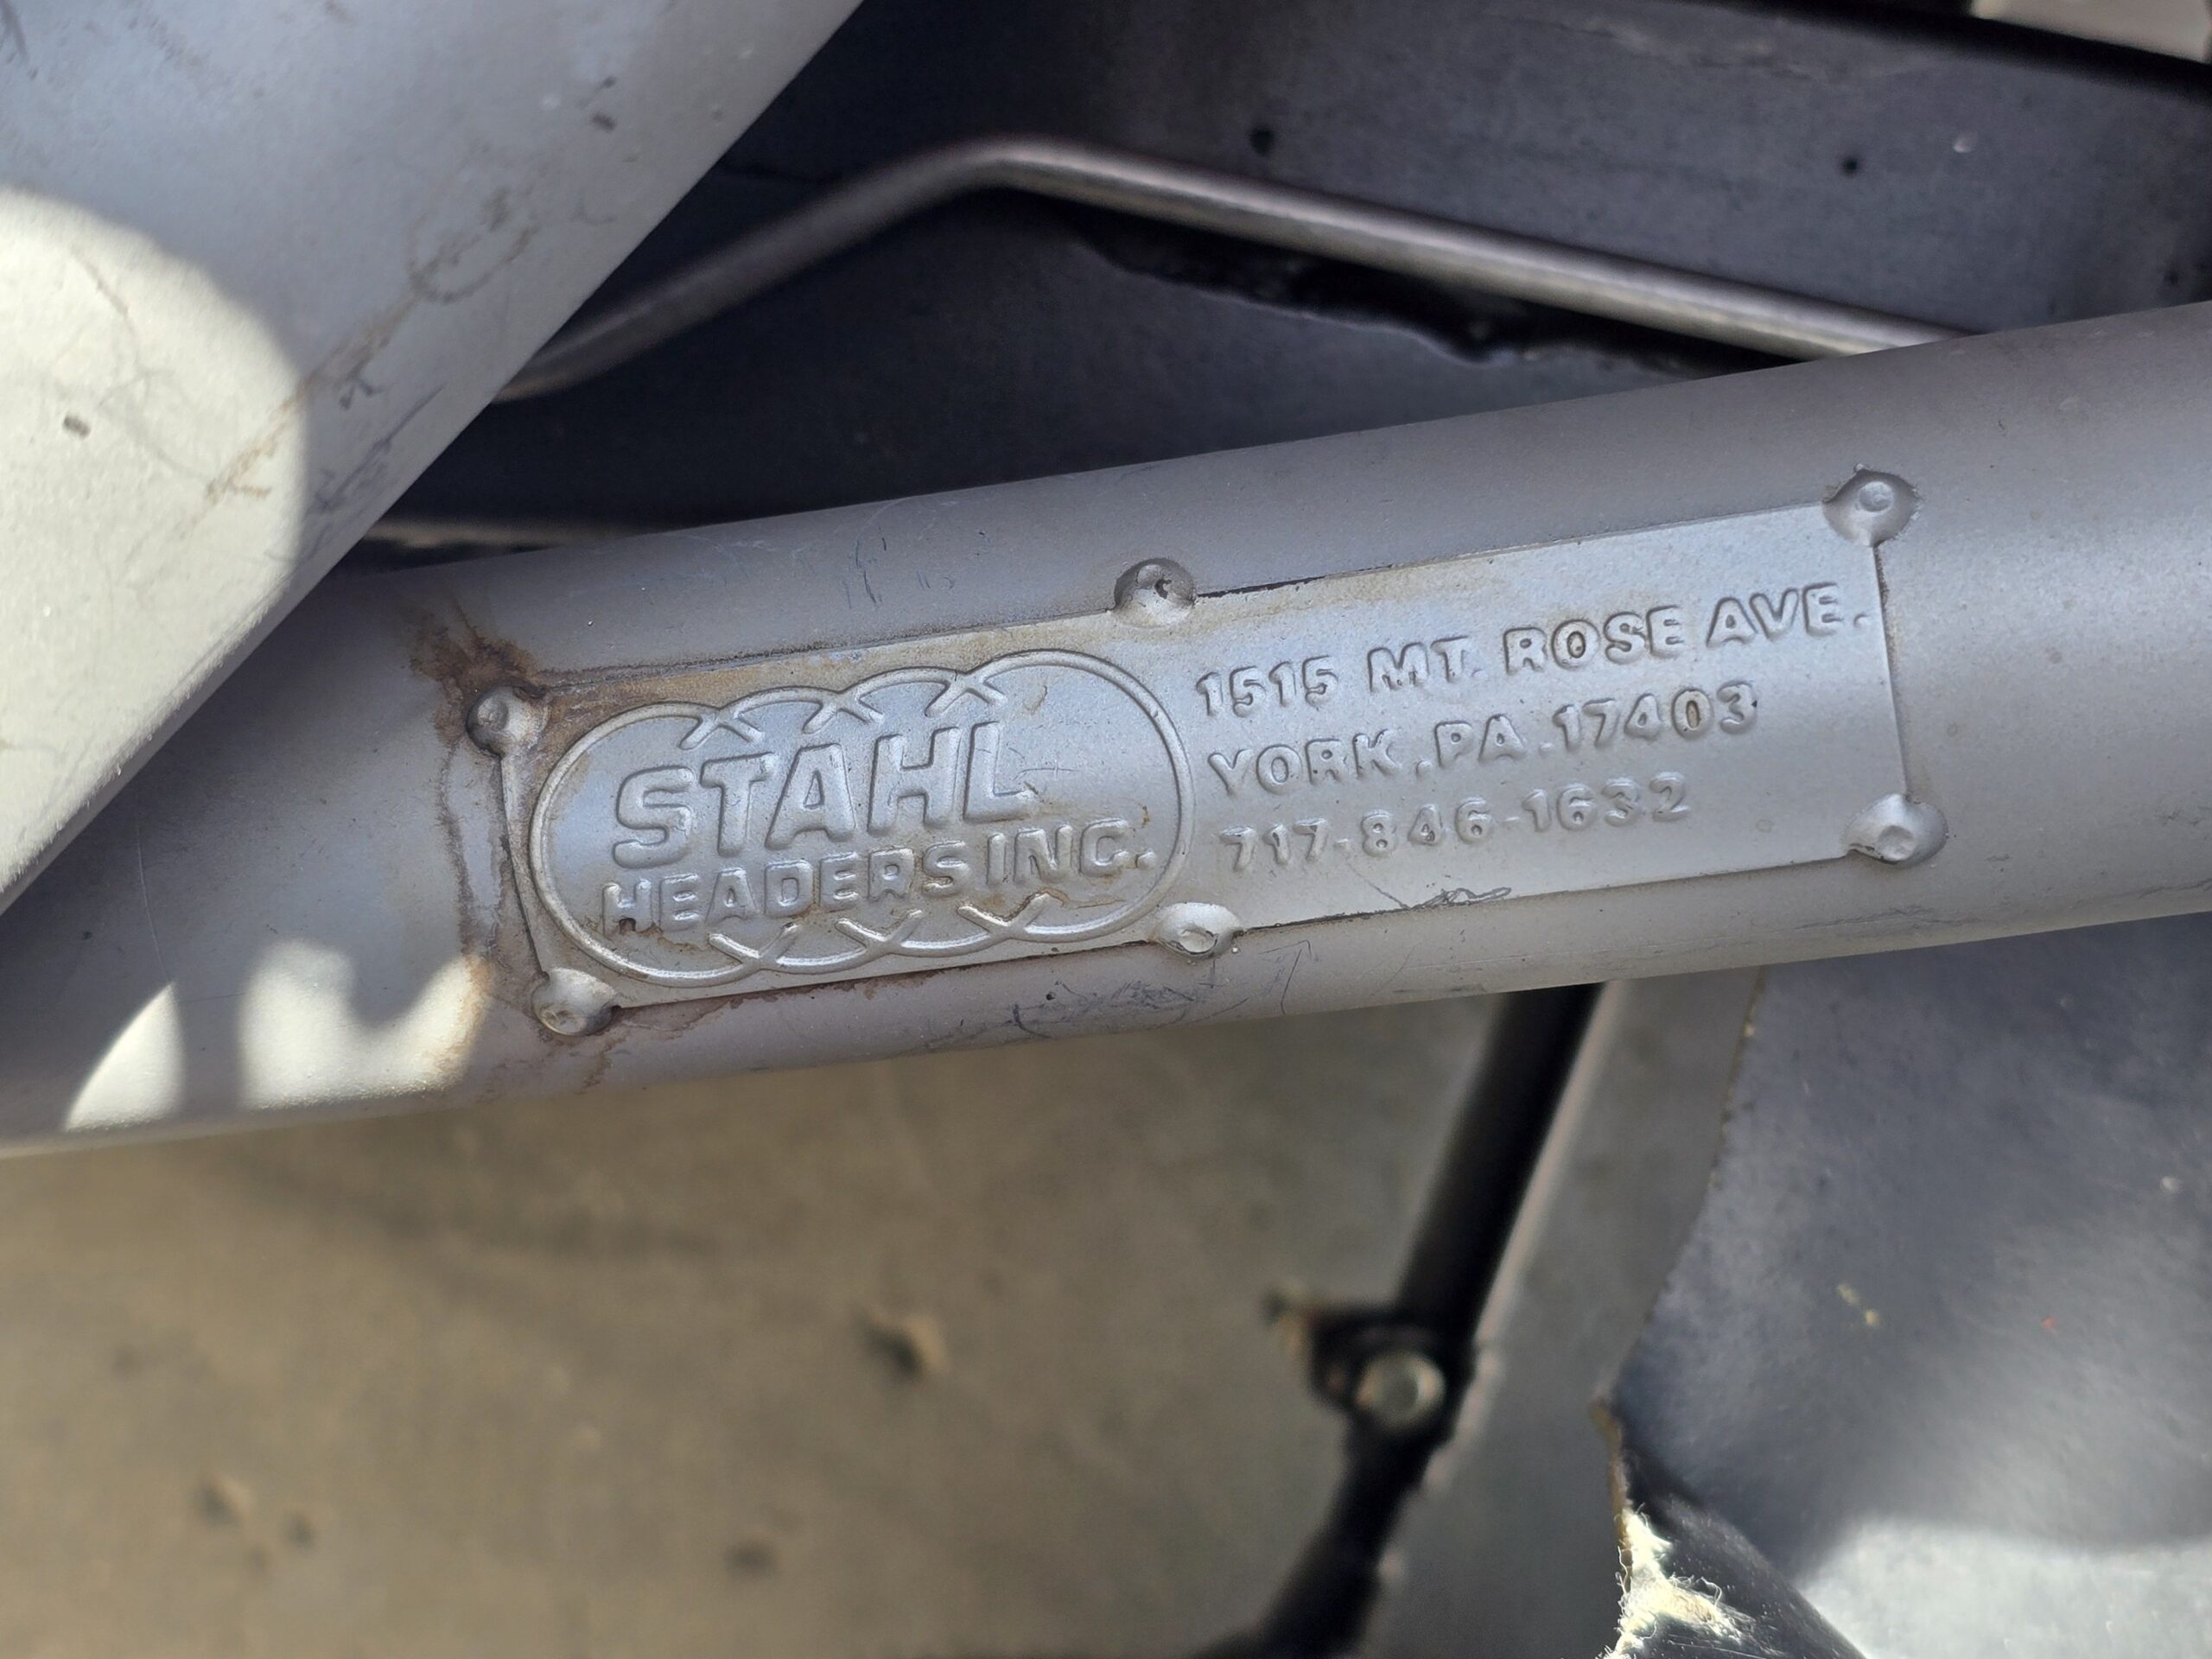 STAHL
HEADERS INC.
1515 MT. ROSE AVE.
YORK, PA. 17403
717-846-1632